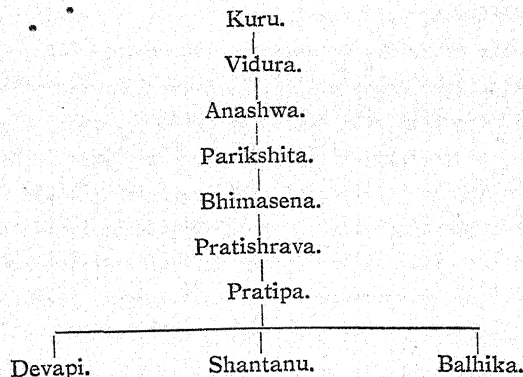 Kuru.
Vidura.
Anashwa.
Parikshita.
Bhimasena.
Pratishrava.
Pratipa.
Devapi. Shantanu. Balhika.